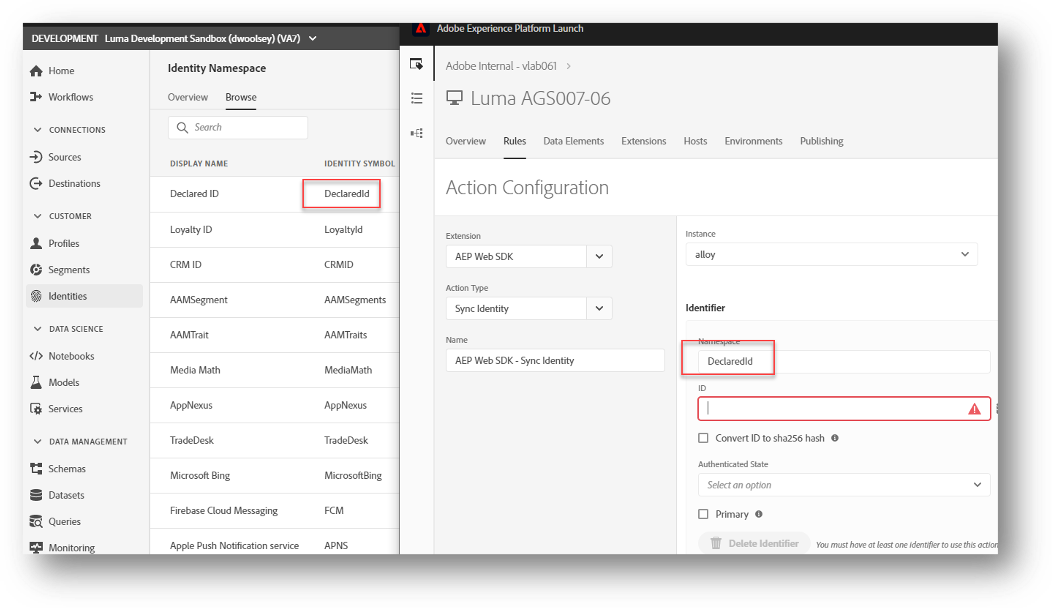 DEVELOPMENT Luma Development Sandbox (dwoolsey) (VA7)
Home
Workflows
CONNECTIONS
Sources
Destinations
CUSTOMER
Profiles
Segments
Identities
DATA SCIENCE
Notebooks
Models
Services
DATA MANAGEMENT
Schemas
Datasets
Queries
Monitoring
Identity Namespace
Overview Browse
Search
DISPLAY NAME IDENTITY SYMBOL
Declared ID DeclaredId
Loyalty ID LoyaltyId
CRM ID CRMID
AAMSegment AAMSegments
AAMTrait AAMTraits
Media Math MediaMath
AppNexus AppNexus
TradeDesk TradeDesk
Microsoft Bing MicrosoftBing
Firebase Cloud Messaging FCM
Apple Push Notification service APNS
Adobe Experience Platform Launch
Adobe Internal - vlab061 >
Luma AGS007-06
Overview Rules Data Elements Extensions Hosts Environments Publishing
Action Configuration
Extension
AEP Web SDK
Action Type
Sync Identity
Name
AEP Web SDK - Sync Identity
Instance
alloy
Identifier
Namespace
DeclaredId
ID
Convert ID to sha256 hash
Authenticated State
Select an option
Primary
Delete Identifier You must have at least one identifier to use this action